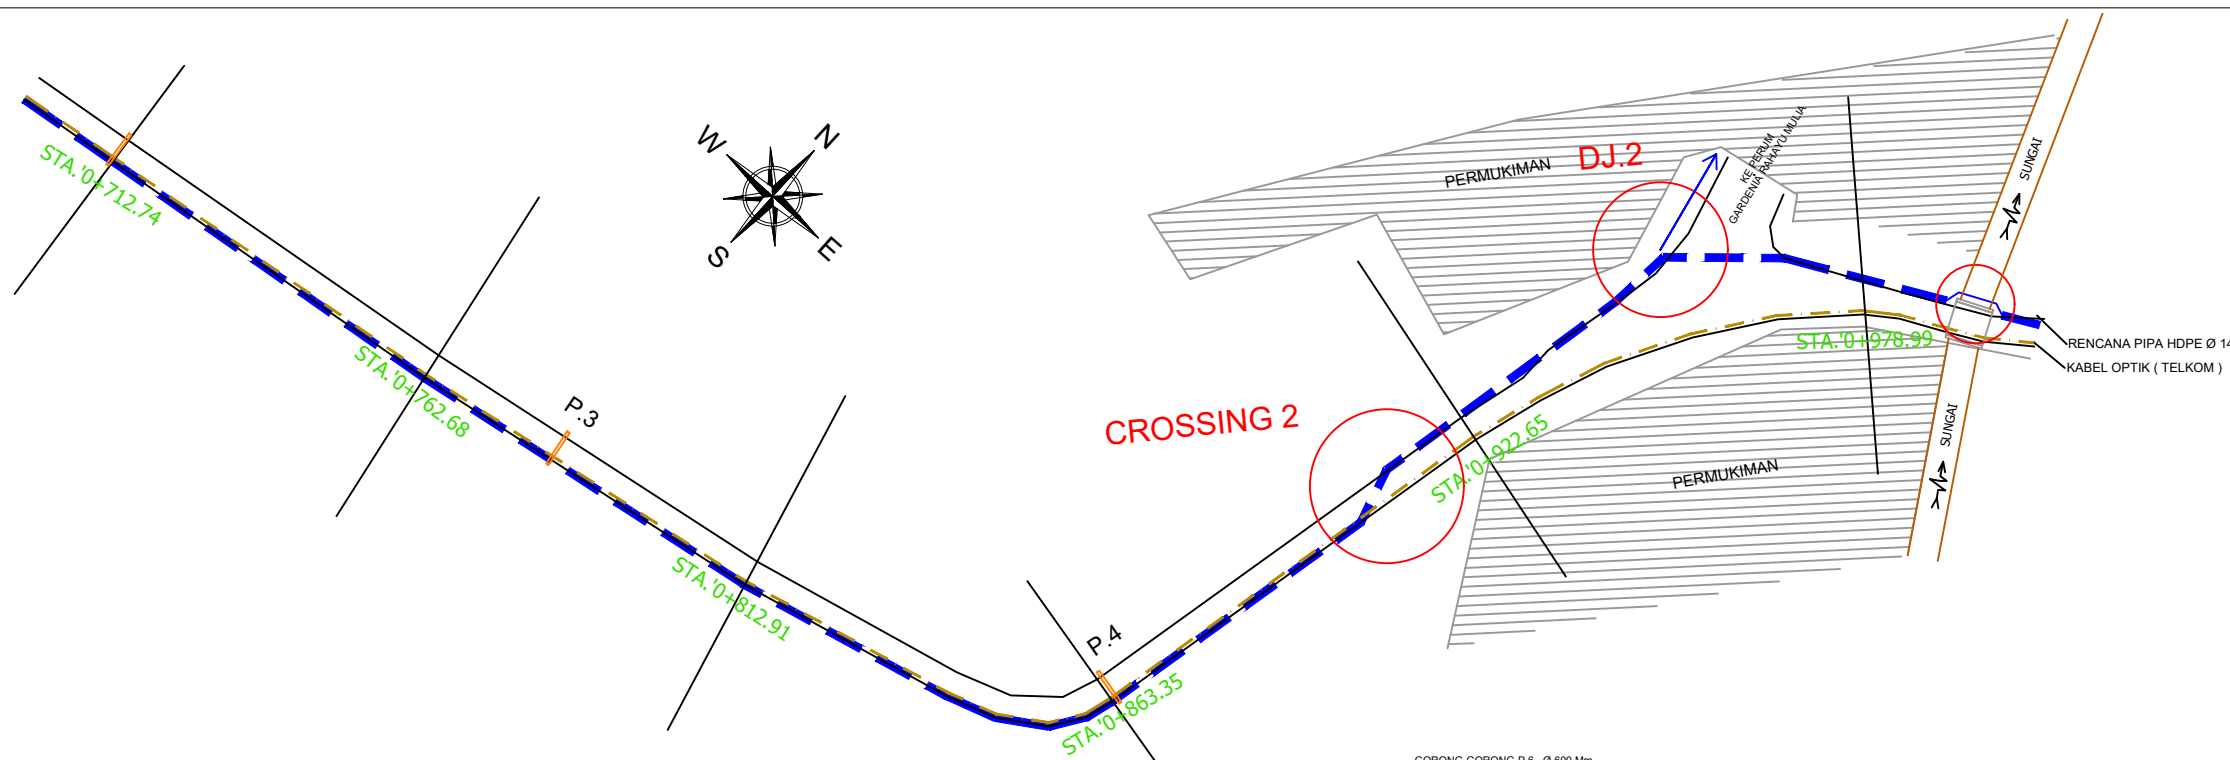 STA.'0+712.74
STA.'0+762.68
P.3
STA.'0+812.91
W
N
S
E
P.4
STA.'0+863.35
CROSSING 2
STA.'0+922.65
PERMUKIMAN
DJ.2
KE PERUM
GARDENIA RAHAYU MULIA
SUNGAI
STA.'0+978.99
RENCANA PIPA HDPE Ø 14
KABEL OPTIK ( TELKOM )
PERMUKIMAN
SUNGAI